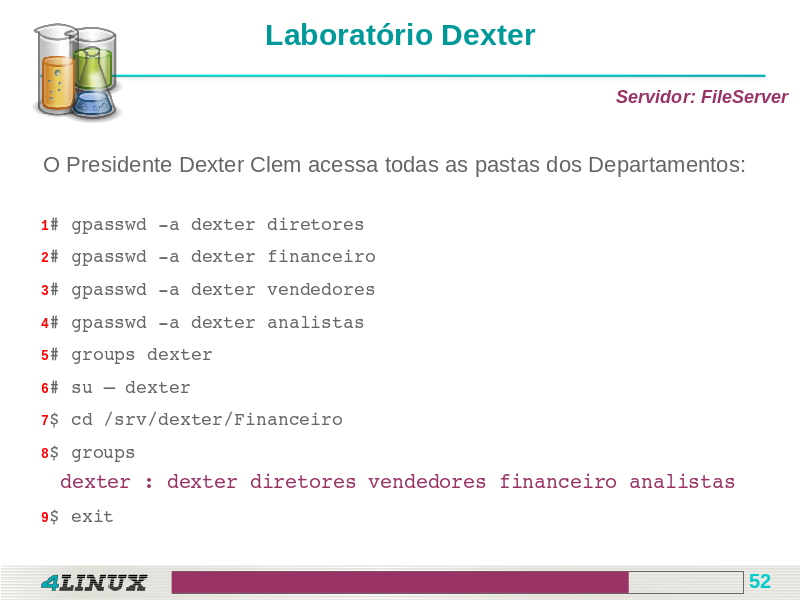 Laboratório Dexter
Servidor: FileServer
O Presidente Dexter Clem acessa todas as pastas dos Departamentos:
1# gpasswd -a dexter diretores
2# gpasswd -a dexter financeiro
3# gpasswd -a dexter vendedores
4# gpasswd -a dexter analistas
5# groups dexter
6# su – dexter
7$ cd /srv/dexter/Financeiro
8$ groups
dexter : dexter diretores vendedores financeiro analistas
9$ exit
4LINUX
52